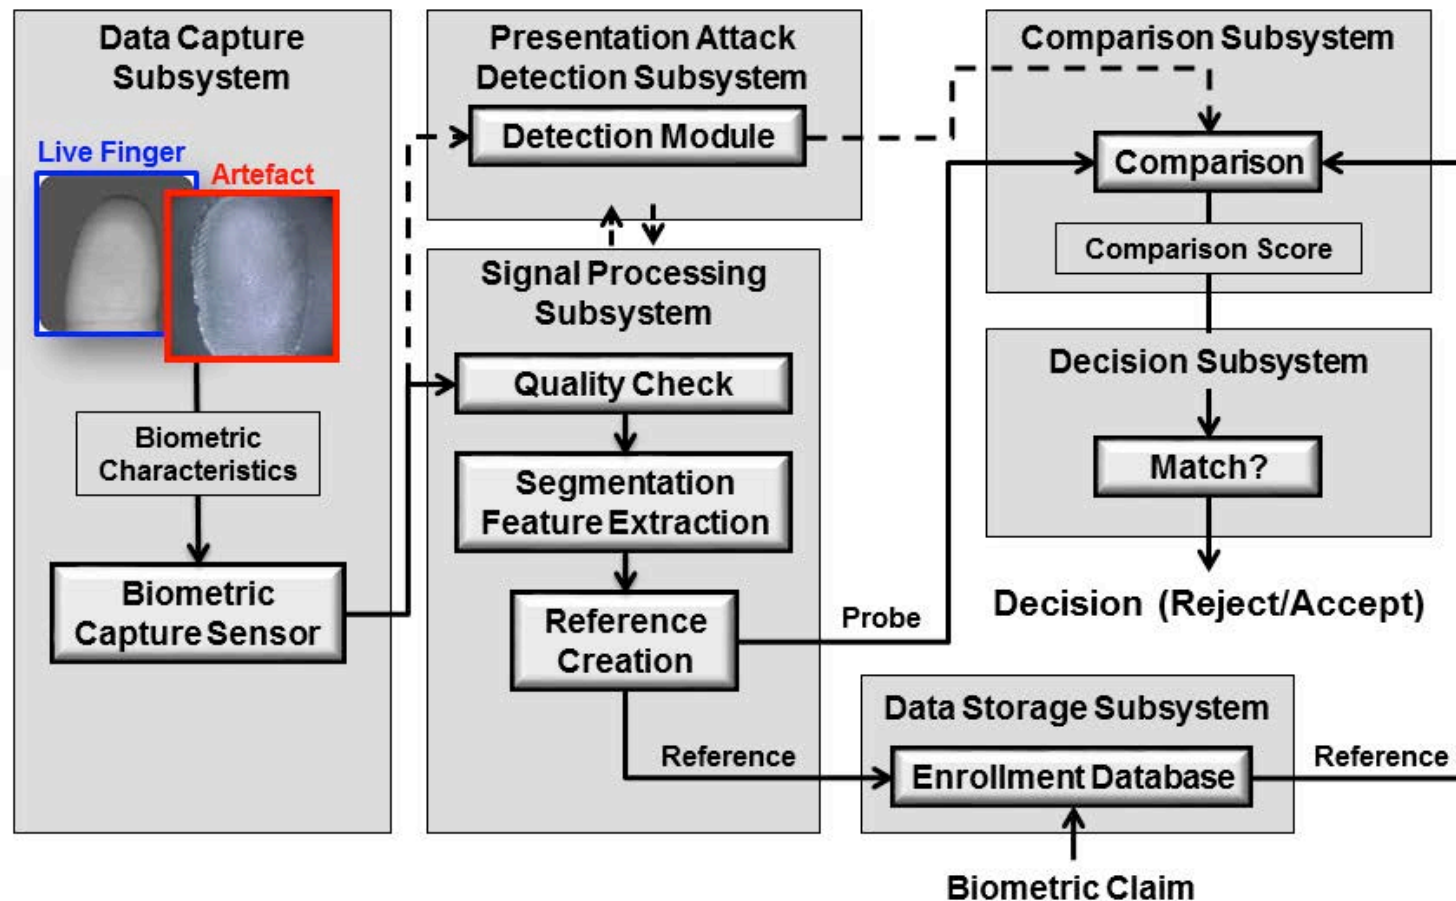 Data Capture
Subsystem
Live Finger
Artefact
Biometric
Characteristics
Biometric
Capture Sensor
Presentation Attack
Detection Subsystem
Detection Module
Signal Processing
Subsystem
Quality Check
Segmentation
Feature Extraction
Reference
Creation
Probe
Reference
Comparison Subsystem
Comparison
Comparison Score
Decision Subsystem
Match?
Decision (Reject/Accept)
Data Storage Subsystem
Enrollment Database
Reference
Biometric Claim